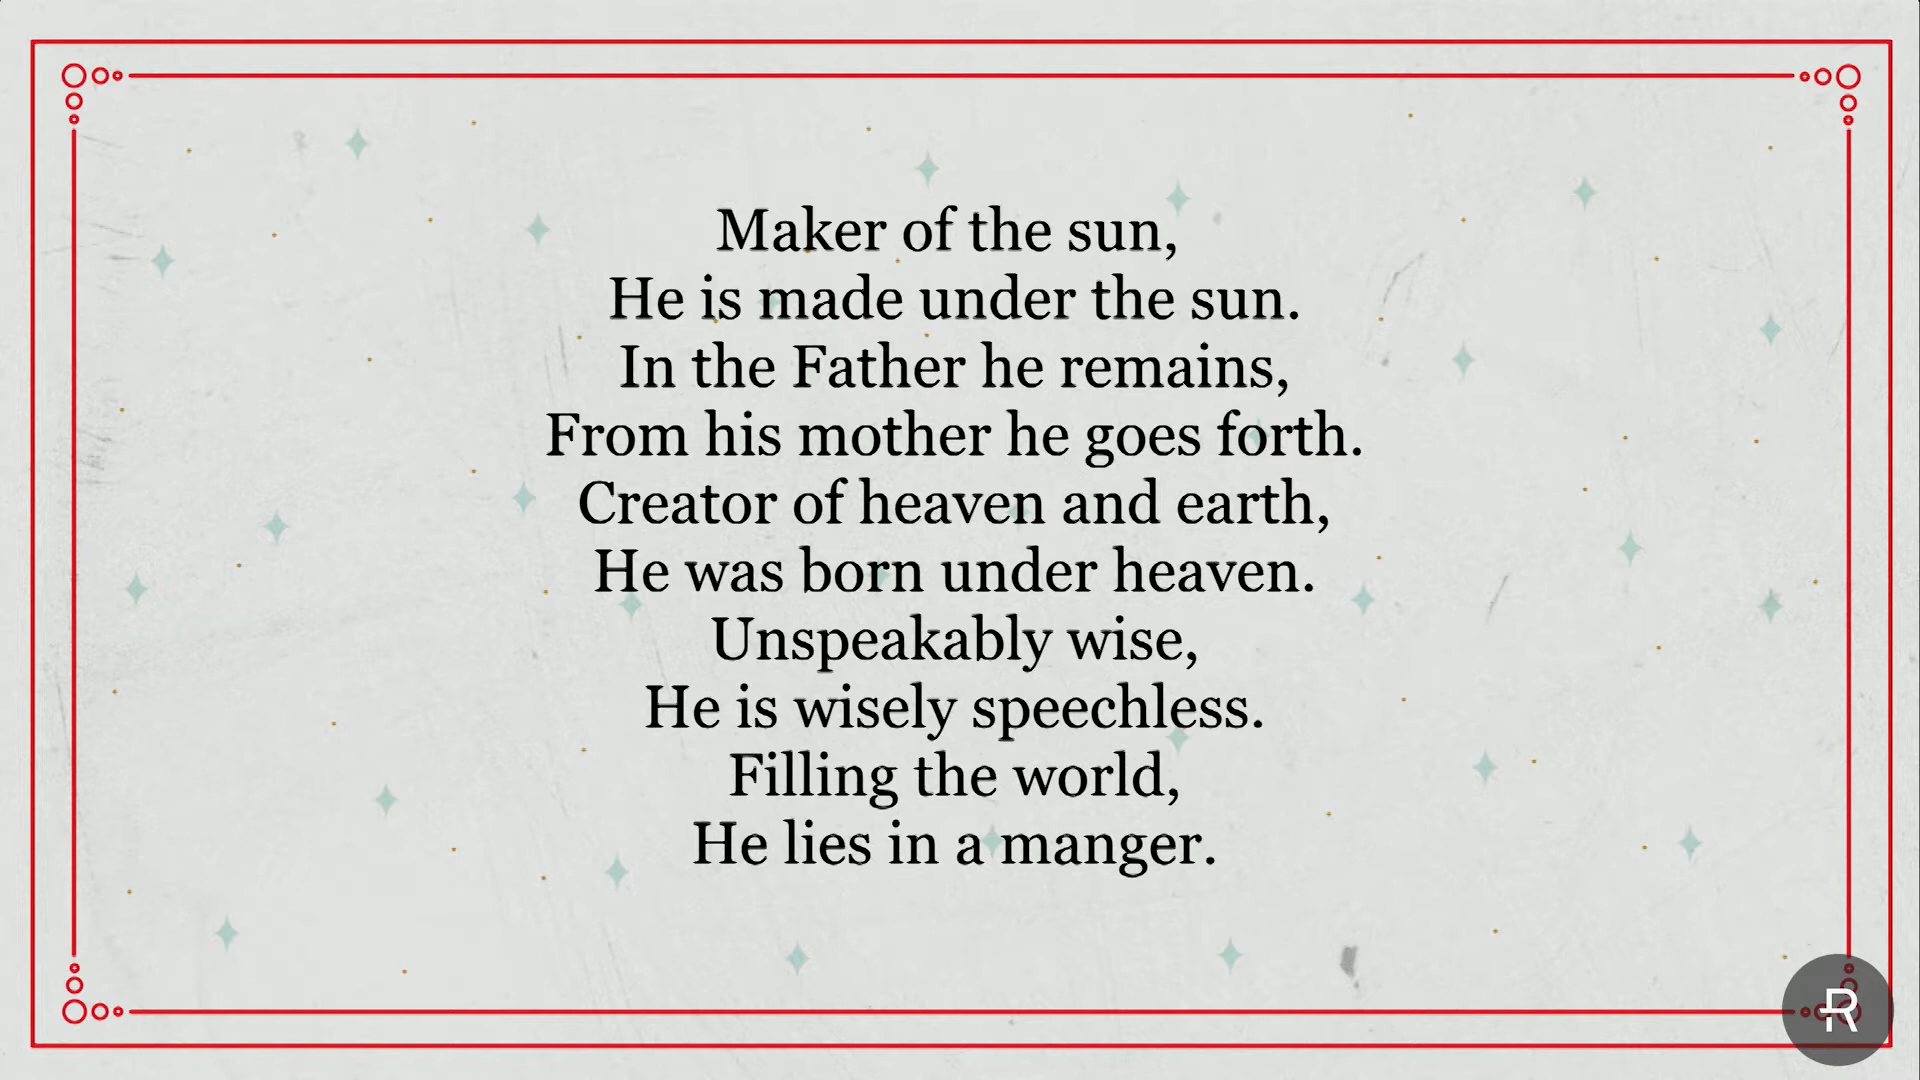 Maker of the sun,
He is made under the sun.
In the Father he remains,
From his mother he goes forth.
Creator of heaven and earth,
He was born under heaven.
Unspeakably wise,
He is wisely speechless.
Filling the world,
He lies in a manger.
R